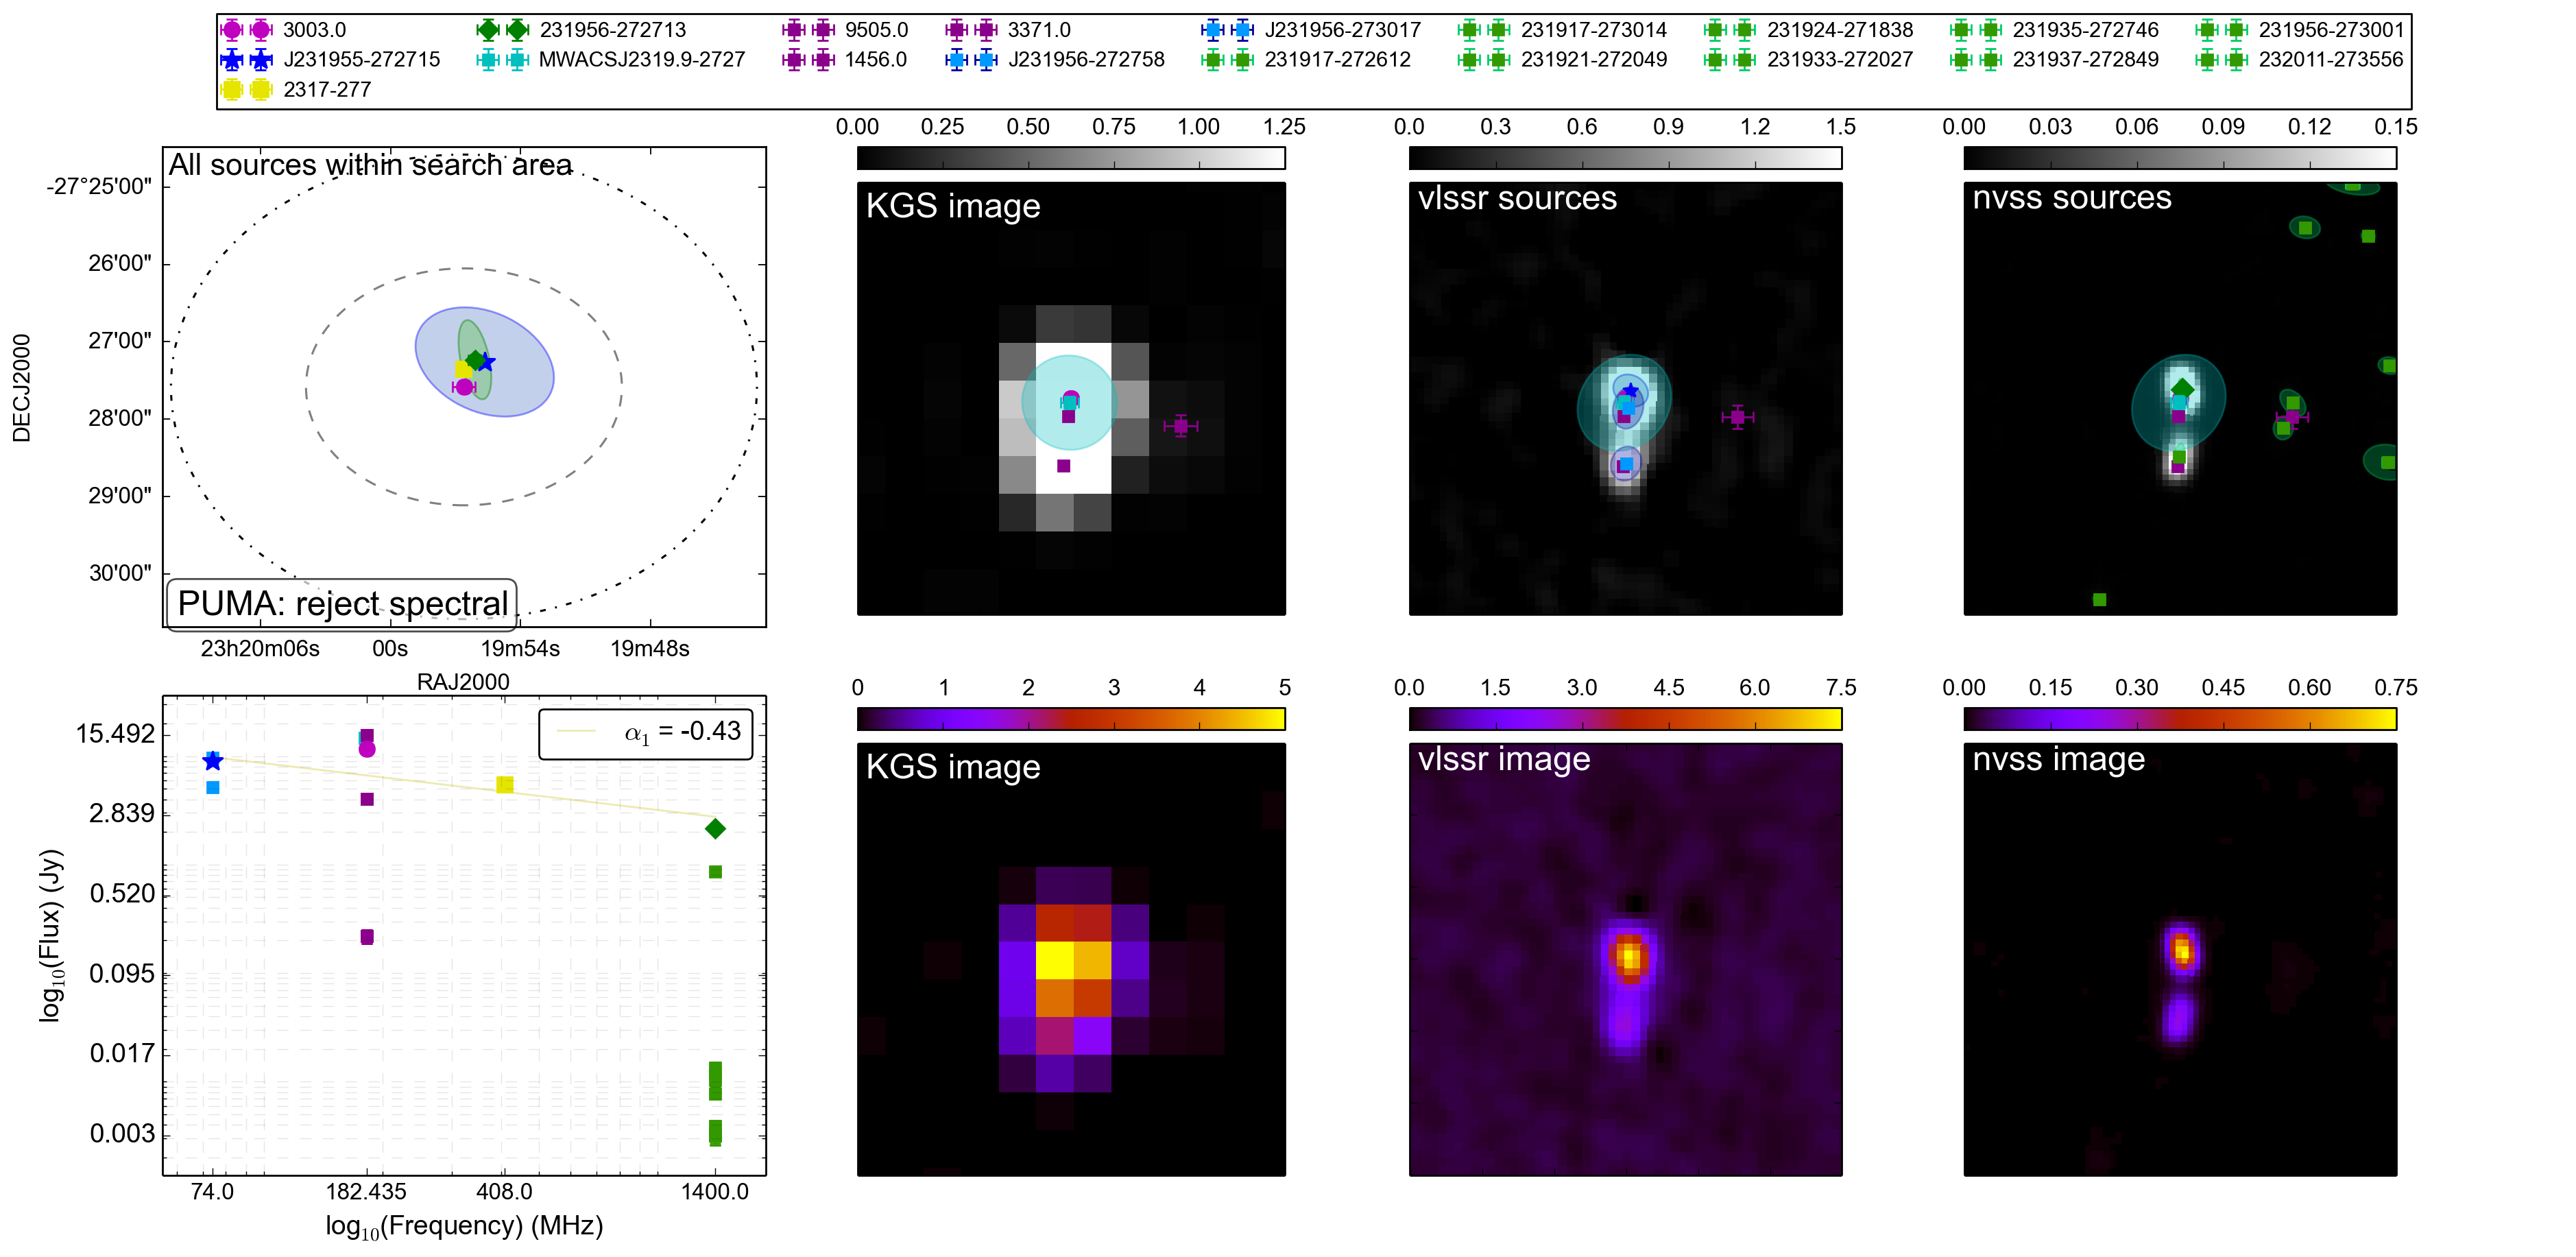 3003.0 231956-272713 9505.0 3371.0 J231956-273017 231917-273014 231924-271838 231935-272746 231956-273001
J231955-272715 MWACSJ2319.9-2727 1456.0 J231956-272758 231917-272612 231921-272049 231933-272027 231937-272849 232011-273556
2317-277
0.00 0.25 0.50 0.75 1.00 1.25 0.0 0.3 0.6 0.9 1.2 1.5 0.00 0.03 0.06 0.09 0.12 0.15
All sources within search area
KGS image
vlssr sources
nvss sources
-27°25'00"
26'00"
27'00"
28'00"
29'00"
30'00"
DECJ2000
PUMA: reject spectral
23h20m06s 00s 19m54s 19m48s
RAJ2000
0 1 2 3 4 5 0.0 1.5 3.0 4.5 6.0 7.5 0.00 0.15 0.30 0.45 0.60 0.75
α1 = -0.43
KGS image
vlssr image
nvss image
15.492
2.839
0.520
0.095
0.017
0.003
log10(Flux) (Jy)
74.0 182.435 408.0 1400.0
log10(Frequency) (MHz)